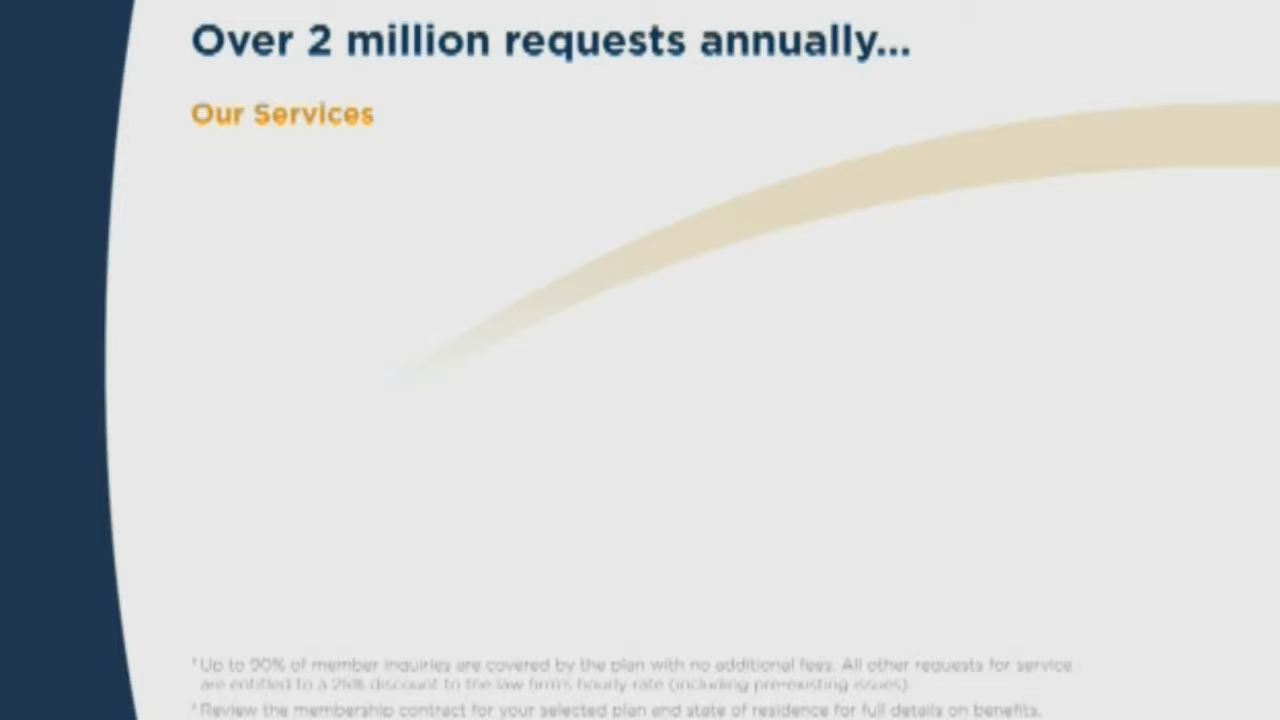 Over 2 million requests annually...
Our Services
Up to 90% of member inquiries are covered by the plan with no additional fees. All other requests for service
are entitled to a discount to the law firm's hourly rate (including pre-existing issues)
Review the membership contract for your selected plan and state of residence for full details on benefits.